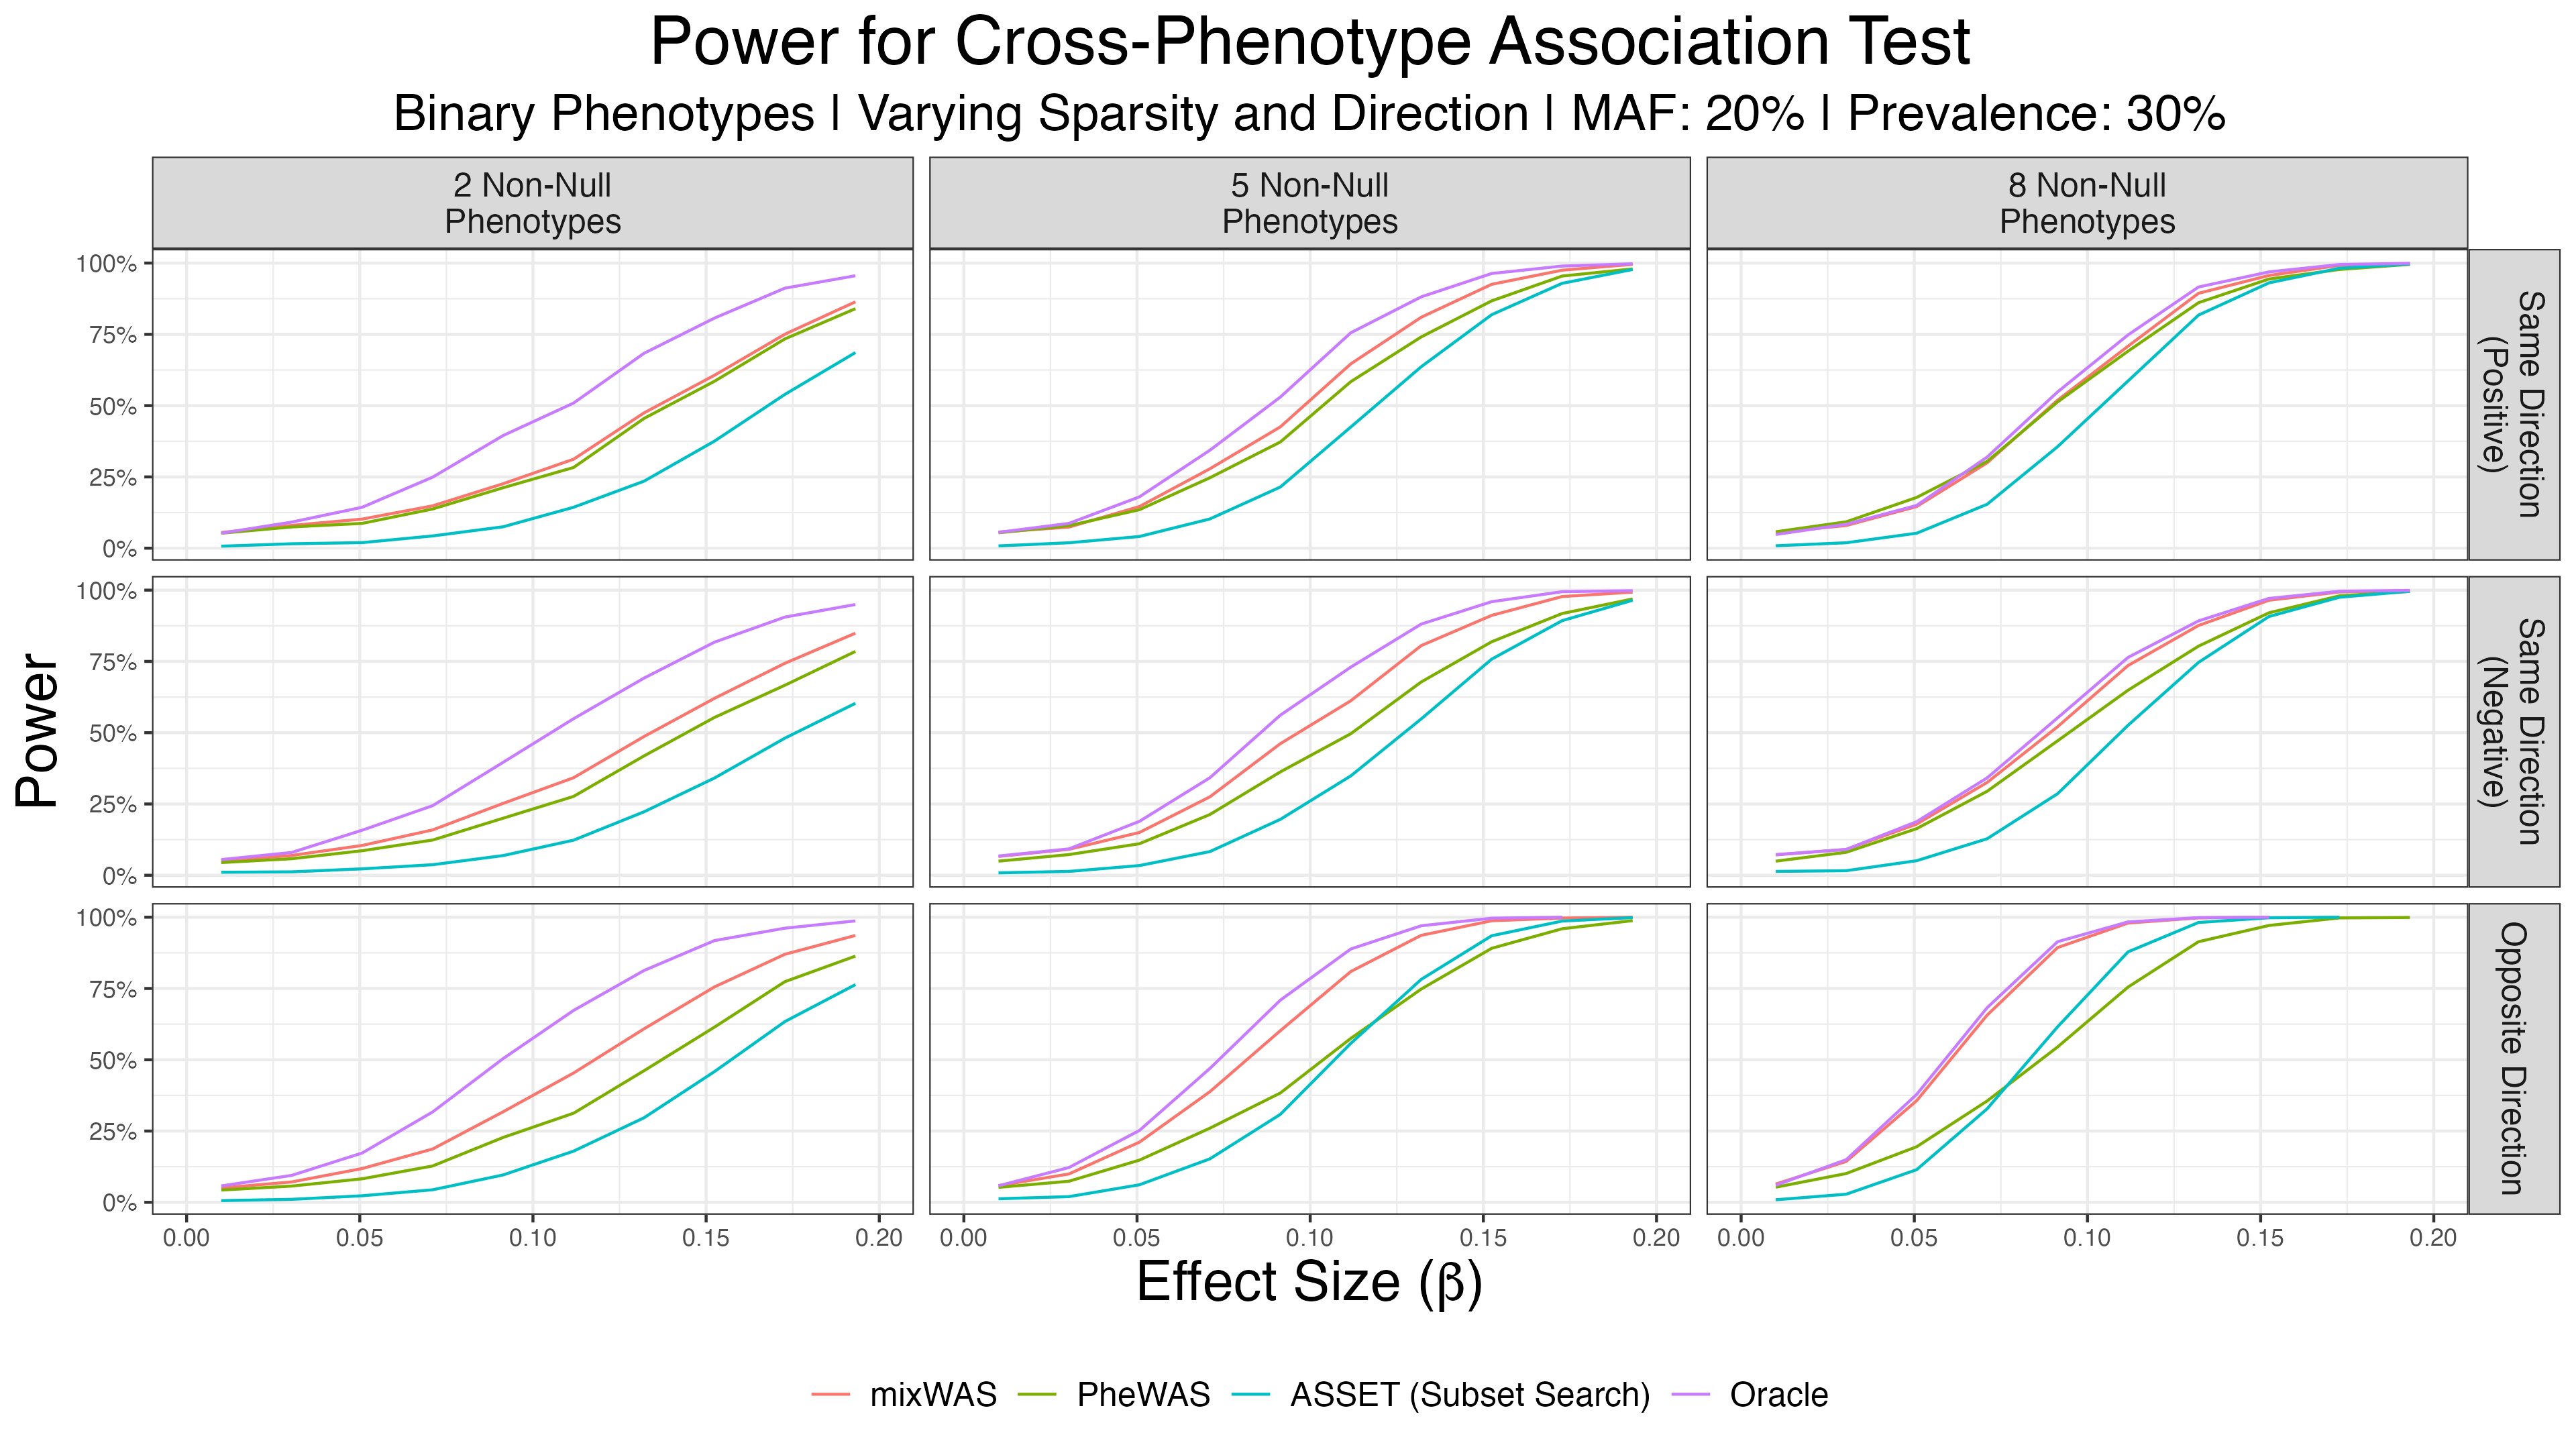 Power for Cross-Phenotype Association Test
Binary Phenotypes | Varying Sparsity and Direction | MAF: 20% | Prevalence: 30%
2 Non-Null
Phenotypes
5 Non-Null
Phenotypes
8 Non-Null
Phenotypes
100%
75%
50%
25%
0%
Same Direction
(Positive)
100%
75%
50%
25%
0%
Same Direction
(Negative)
100%
75%
50%
25%
0%
Opposite Direction
Power
0.00 0.05 0.10 0.15 0.20
0.00 0.05 0.10 0.15 0.20
0.00 0.05 0.10 0.15 0.20
Effect Size (β)
mixWAS PheWAS ASSET (Subset Search) Oracle